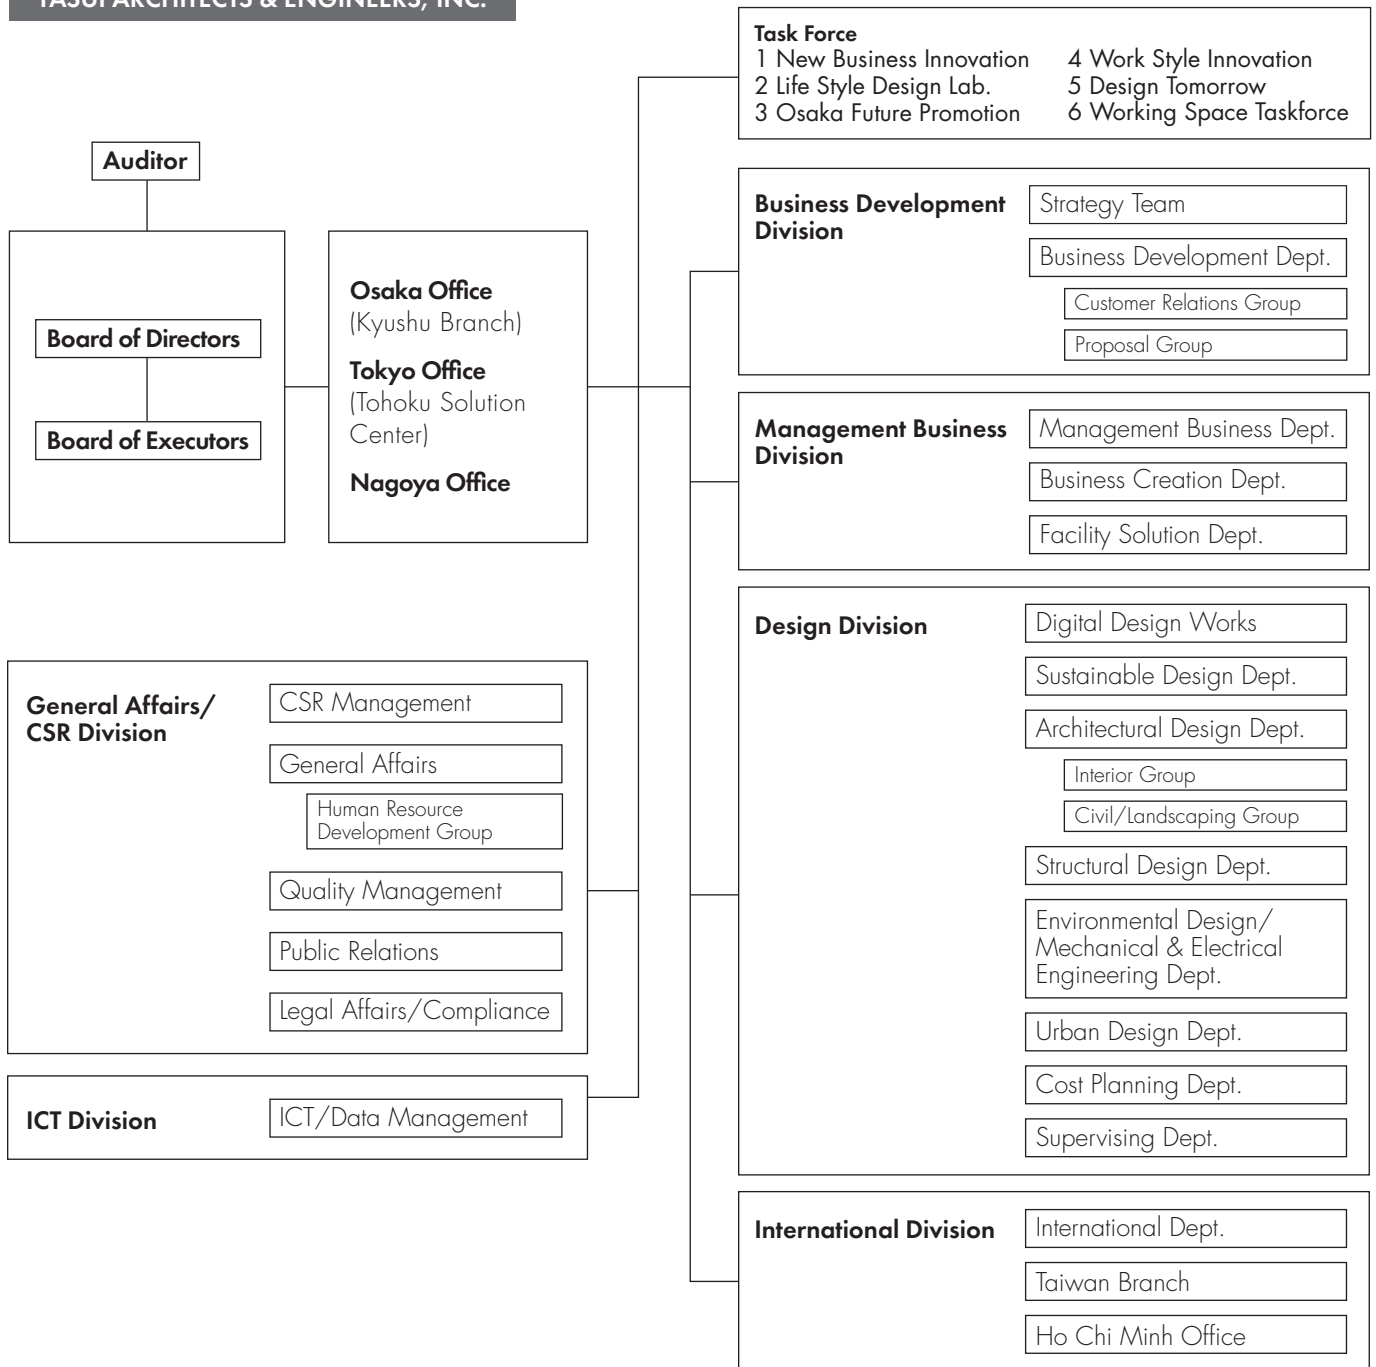 YASUI ARCHITECTS & ENGINEERS, INC.
Auditor
Board of Directors
Board of Executors
Osaka Office
(Kyushu Branch)
Tokyo Office
(Tohoku Solution
Center)
Nagoya Office
General Affairs/
CSR Division
CSR Management
General Affairs
Human Resource
Development Group
Quality Management
Public Relations
Legal Affairs/Compliance
ICT Division
ICT/Data Management
Task Force
1 New Business Innovation
2 Life Style Design Lab.
3 Osaka Future Promotion
4 Work Style Innovation
5 Design Tomorrow
6 Working Space Taskforce
Business Development
Division
Strategy Team
Business Development Dept.
Customer Relations Group
Proposal Group
Management Business
Division
Management Business Dept.
Business Creation Dept.
Facility Solution Dept.
Design Division
Digital Design Works
Sustainable Design Dept.
Architectural Design Dept.
Interior Group
Civil/Landscaping Group
Structural Design Dept.
Environmental Design/
Mechanical & Electrical
Engineering Dept.
Urban Design Dept.
Cost Planning Dept.
Supervising Dept.
International Division
International Dept.
Taiwan Branch
Ho Chi Minh Office